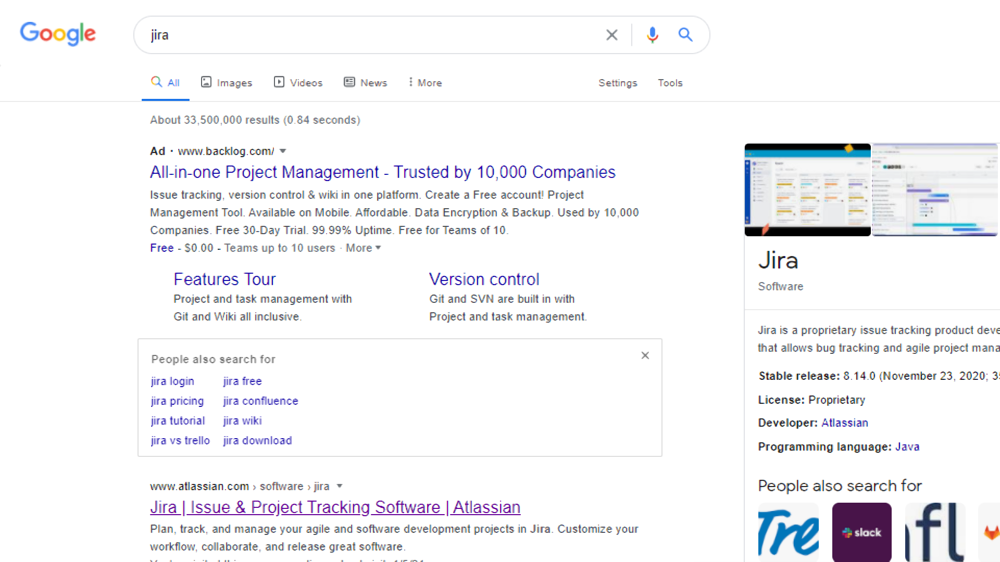 Google
jira
All
Images
Videos
News
More
Settings
Tools
About 33,500,000 results (0.84 seconds)
Ad · www.backlog.com/
All-in-one Project Management - Trusted by 10,000 Companies
Issue tracking, version control & wiki in one platform. Create a Free account! Project
Management Tool. Available on Mobile. Affordable. Data Encryption & Backup. Used by 10,000
Companies. Free 30-Day Trial. 99.99% Uptime. Free for Teams of 10.
Free - $0.00 - Teams up to 10 users · More
Features Tour
Project and task management with
Git and Wiki all inclusive.
Version control
Git and SVN are built in with
Project and task management.
People also search for
jira login
jira free
jira pricing
jira confluence
jira tutorial
jira wiki
jira vs trello
jira download
www.atlassian.com › software › jira
Jira | Issue & Project Tracking Software | Atlassian
Plan, track, and manage your agile and software development projects in Jira. Customize your
workflow, collaborate, and release great software.
Jira
Software
Jira is a proprietary issue tracking product deve
that allows bug tracking and agile project mana
Stable release: 8.14.0 (November 23, 2020; 35
License: Proprietary
Developer: Atlassian
Programming language: Java
People also search for
Tre
slack
fl